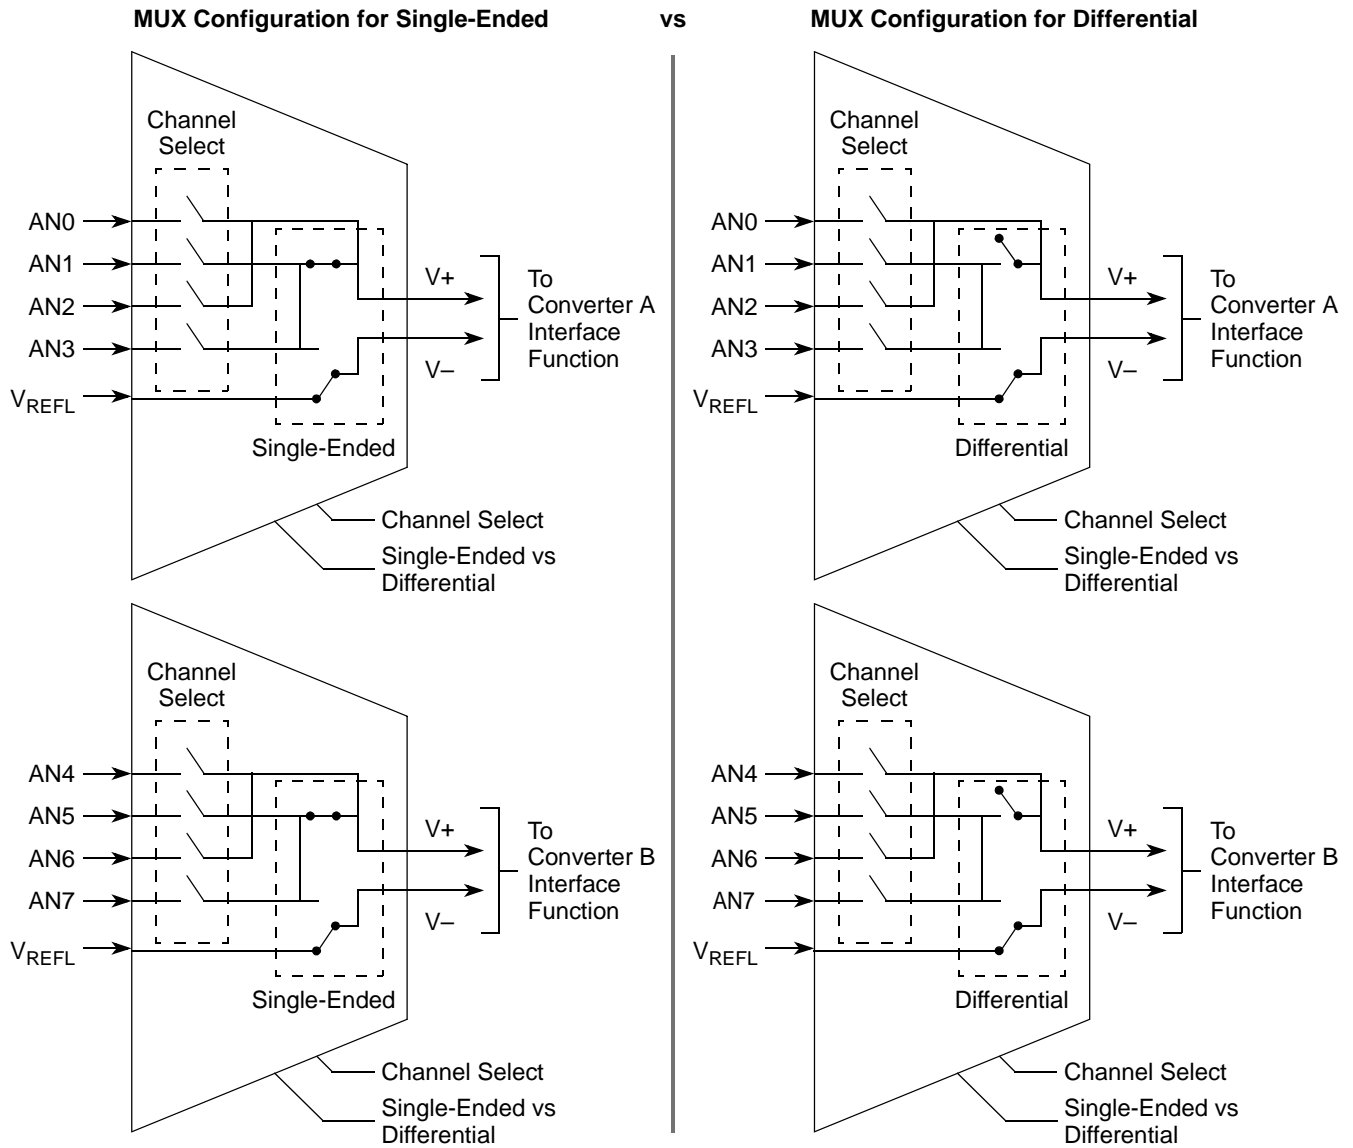 MUX Configuration for Single-Ended vs MUX Configuration for Differential
Channel
Select
AN0
AN1
AN2
AN3
VREFL
V+
V–
To
Converter A
Interface
Function
Single-Ended
Channel Select
Single-Ended vs
Differential
Channel
Select
AN0
AN1
AN2
AN3
VREFL
V+
V–
To
Converter A
Interface
Function
Differential
Channel Select
Single-Ended vs
Differential
Channel
Select
AN4
AN5
AN6
AN7
VREFL
V+
V–
To
Converter B
Interface
Function
Single-Ended
Channel Select
Single-Ended vs
Differential
Channel
Select
AN4
AN5
AN6
AN7
VREFL
V+
V–
To
Converter B
Interface
Function
Differential
Channel Select
Single-Ended vs
Differential